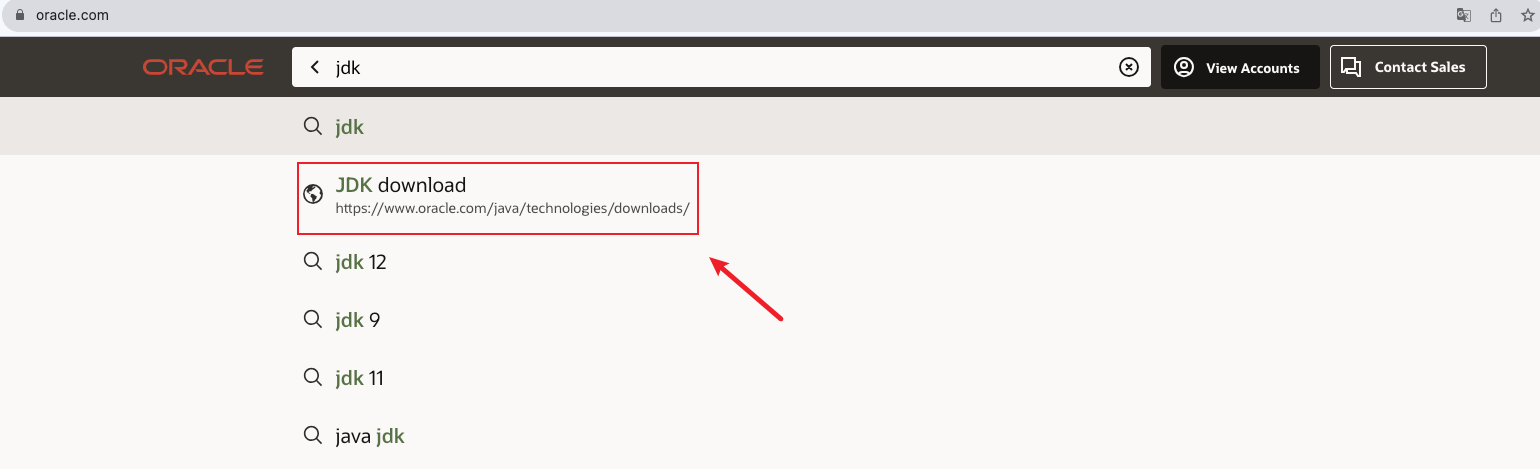 oracle.com
ORACLE
jdk
View Accounts
Contact Sales
jdk
JDK download
https://www.oracle.com/java/technologies/downloads/
jdk 12
jdk 9
jdk 11
java jdk